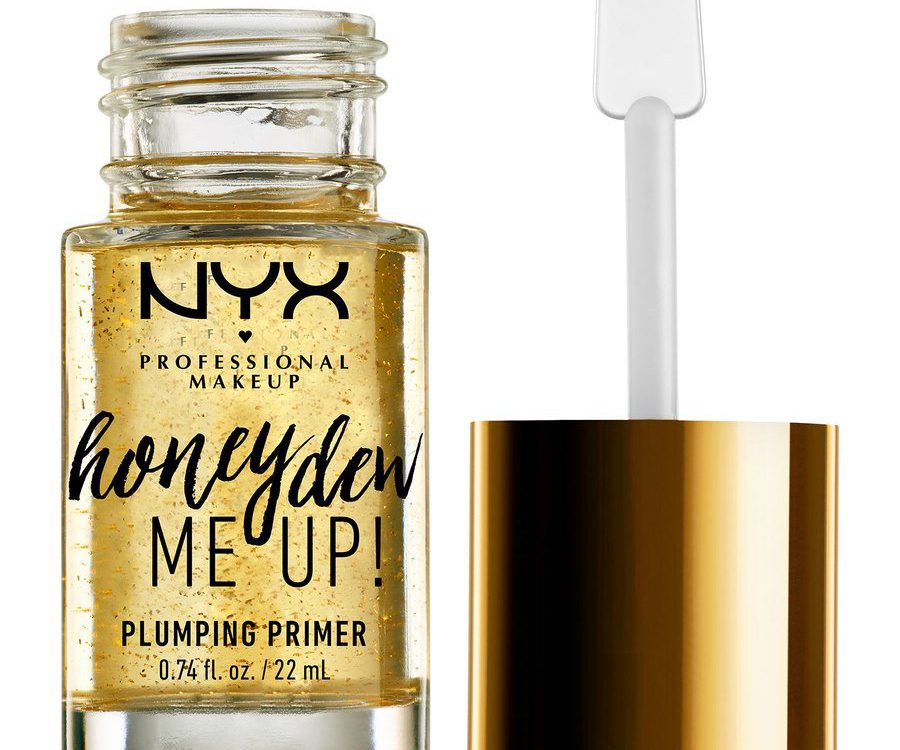 NYX
PROFESSIONAL
MAKEUP
honeydew
ME UP!
PLUMPING PRIMER
0.74 fl. oz. / 22 mL